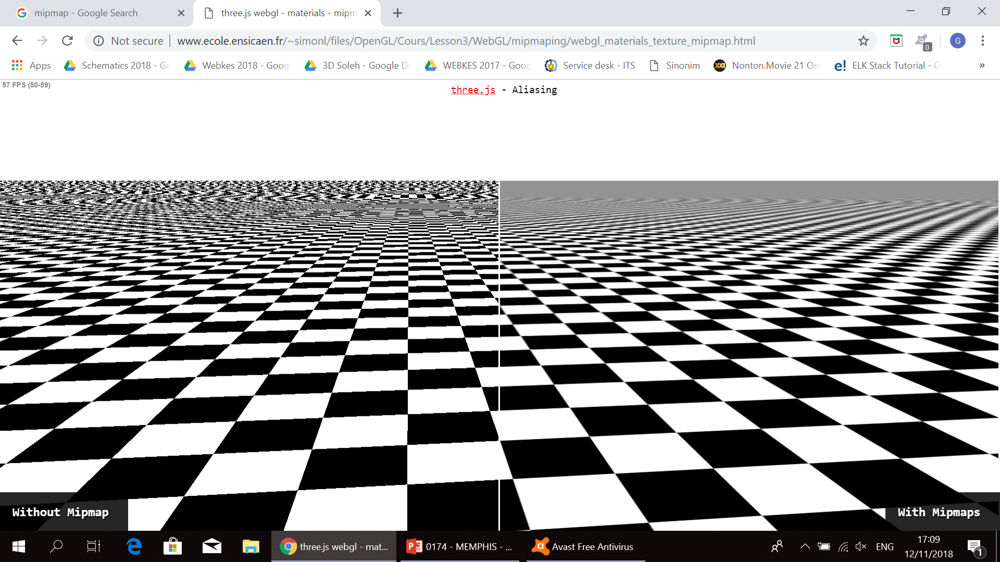 mipmap - Google Search
three.js webgl - materials - mipm
Not secure www.ecole.ensicaen.fr/~simonl/files/OpenGL/Cours/Lesson3/WebGL/mipmaping/webgl_materials_texture_mipmap.html
0
G
Apps Schematics 2018 - Go Webkes 2018 - Goog 3D Soleh - Google Dr WEBKES 2017 - Goog Service desk - ITS Sinonim XXI Nonton.Movie 21 Onl e! ELK Stack Tutorial - G »
57 FPS (50-59)
three.js - Aliasing
Without Mipmap
With Mipmaps
three.js webgl - mat...
0174 - MEMPHIS - ...
Avast Free Antivirus
ENG
17:09
12/11/2018
1